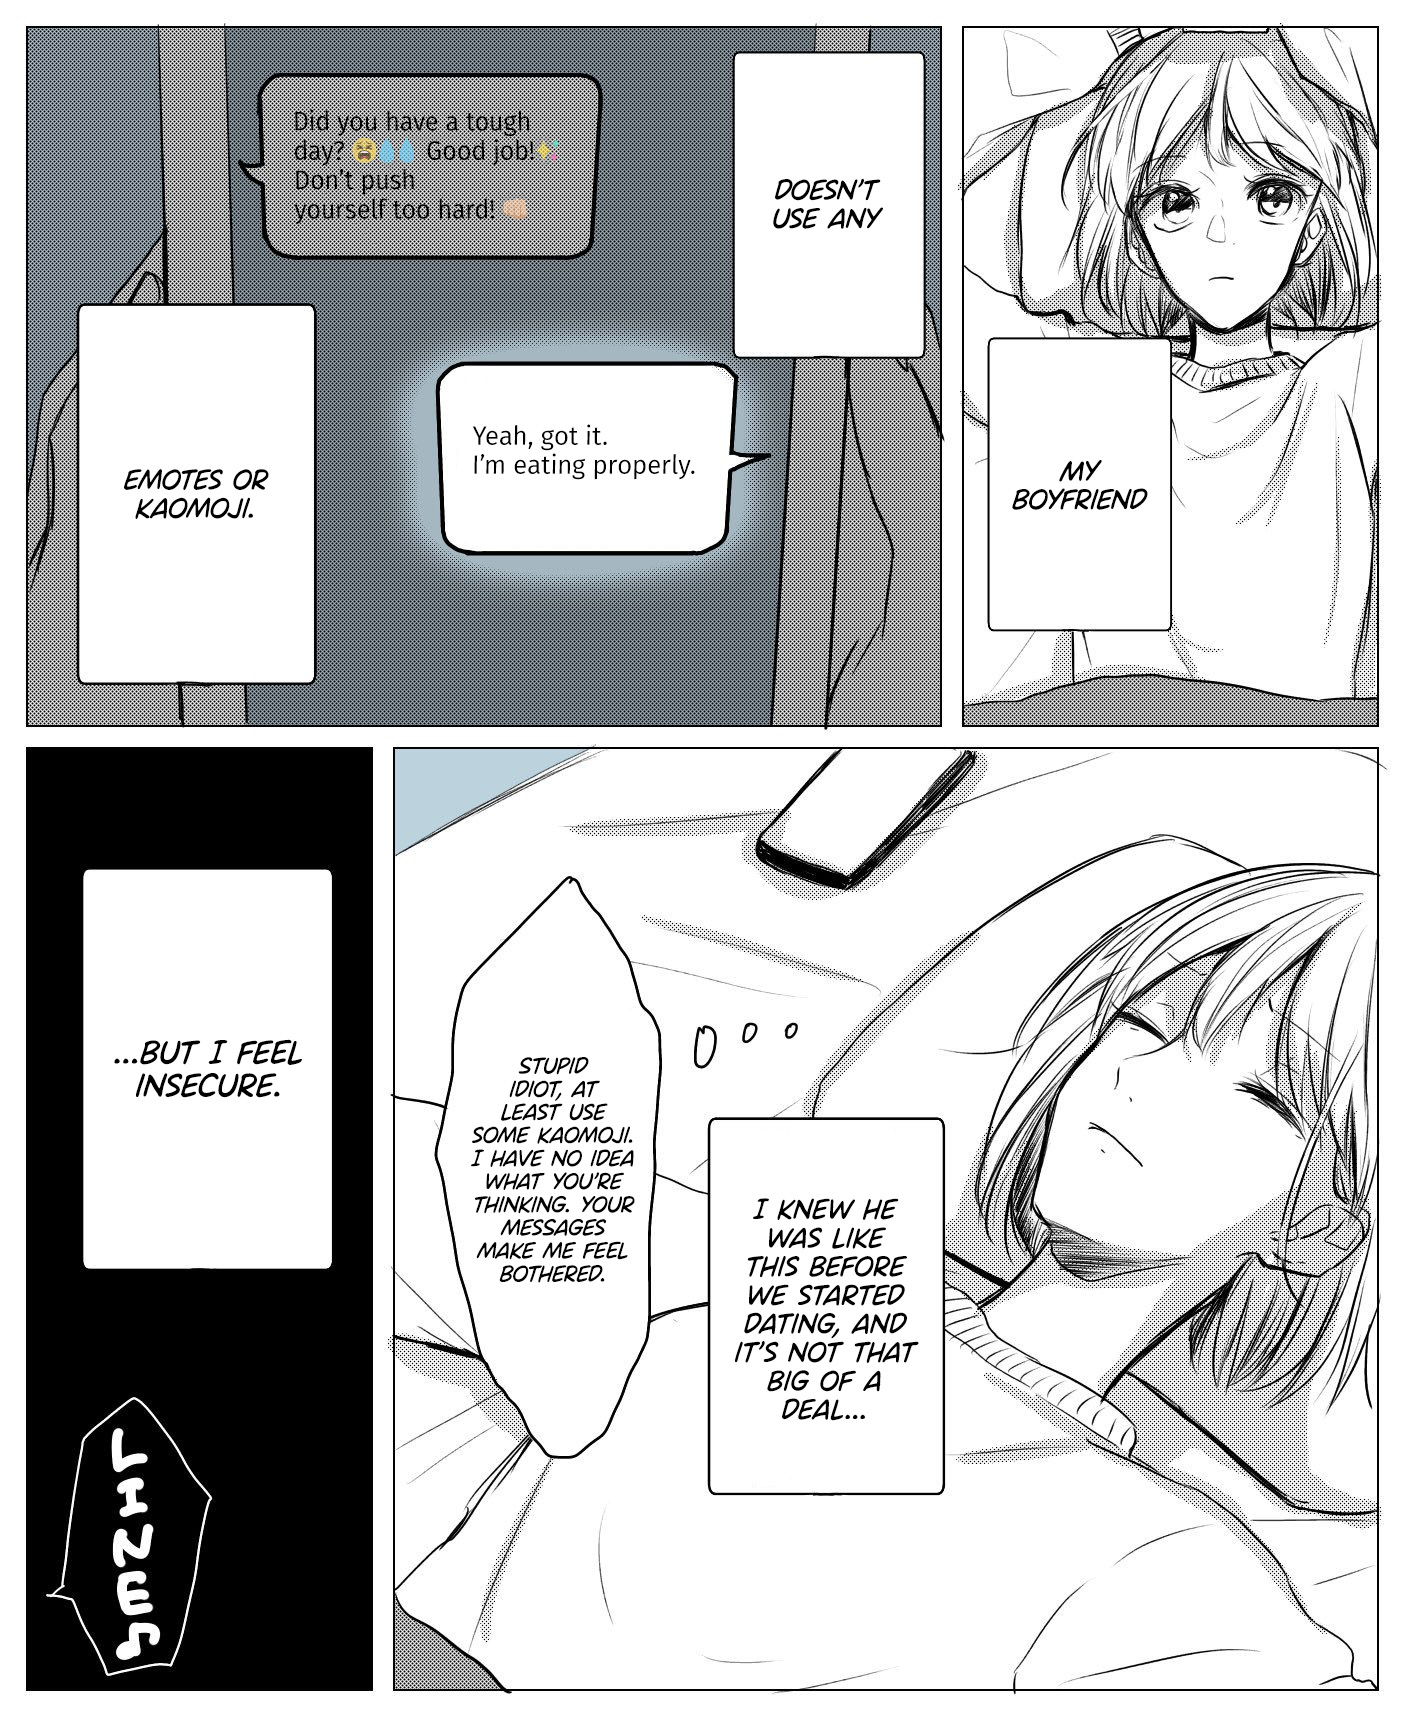 MY
BOYFRIEND
DOESN'T
USE ANY
Did you have a tough
day? 😫💧💧 Good job!✨
Don't push
yourself too hard! 👊🏻
Yeah, got it.
I'm eating properly.
EMOTES OR
KAOMOJI.
I KNEW HE
WAS LIKE
THIS BEFORE
WE STARTED
DATING, AND
IT'S NOT THAT
BIG OF A
DEAL...
STUPID
IDIOT, AT
LEAST USE
SOME KAOMOJI.
I HAVE NO IDEA
WHAT YOU'RE
THINKING. YOUR
MESSAGES
MAKE ME FEEL
BOTHERED.
...BUT I FEEL
INSECURE.